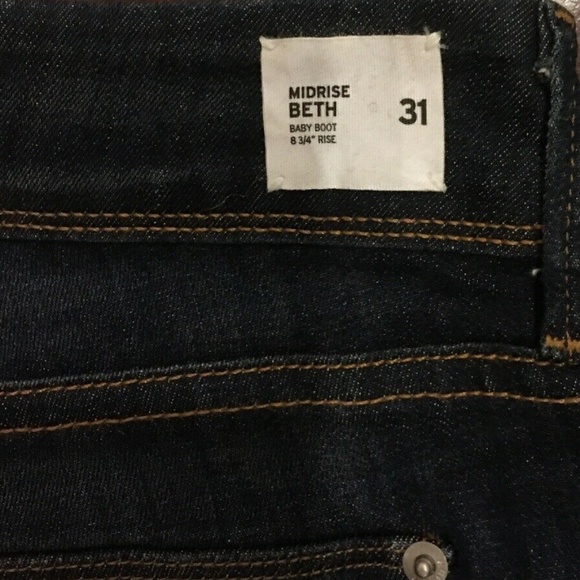 MIDRISE
BETH
BABY BOOT
8 3/4" RISE
31